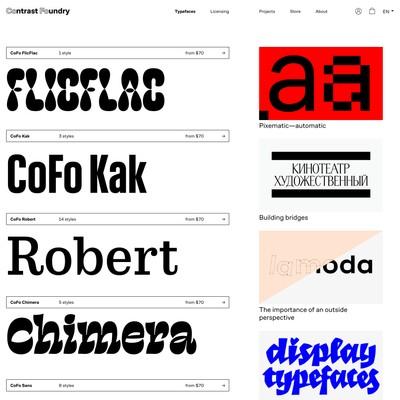 Contrast Foundry
Typefaces
Licensing
Projects
Store
About
EN
CoFo FlicFlac 1 style from $70 →
FLICFLAC
CoFo Kak 3 styles from $70 →
CoFo Kak
CoFo Robert 14 styles from $70 →
Robert
CoFo Chimera 5 styles from $70 →
Chimera
CoFo Sans 8 styles from $70 →
aa
Pixematic—automatic
КИНОТЕАТР
ХУДОЖЕСТВЕННЫЙ
Building bridges
lamoda
The importance of an outside
perspective
display
typefaces